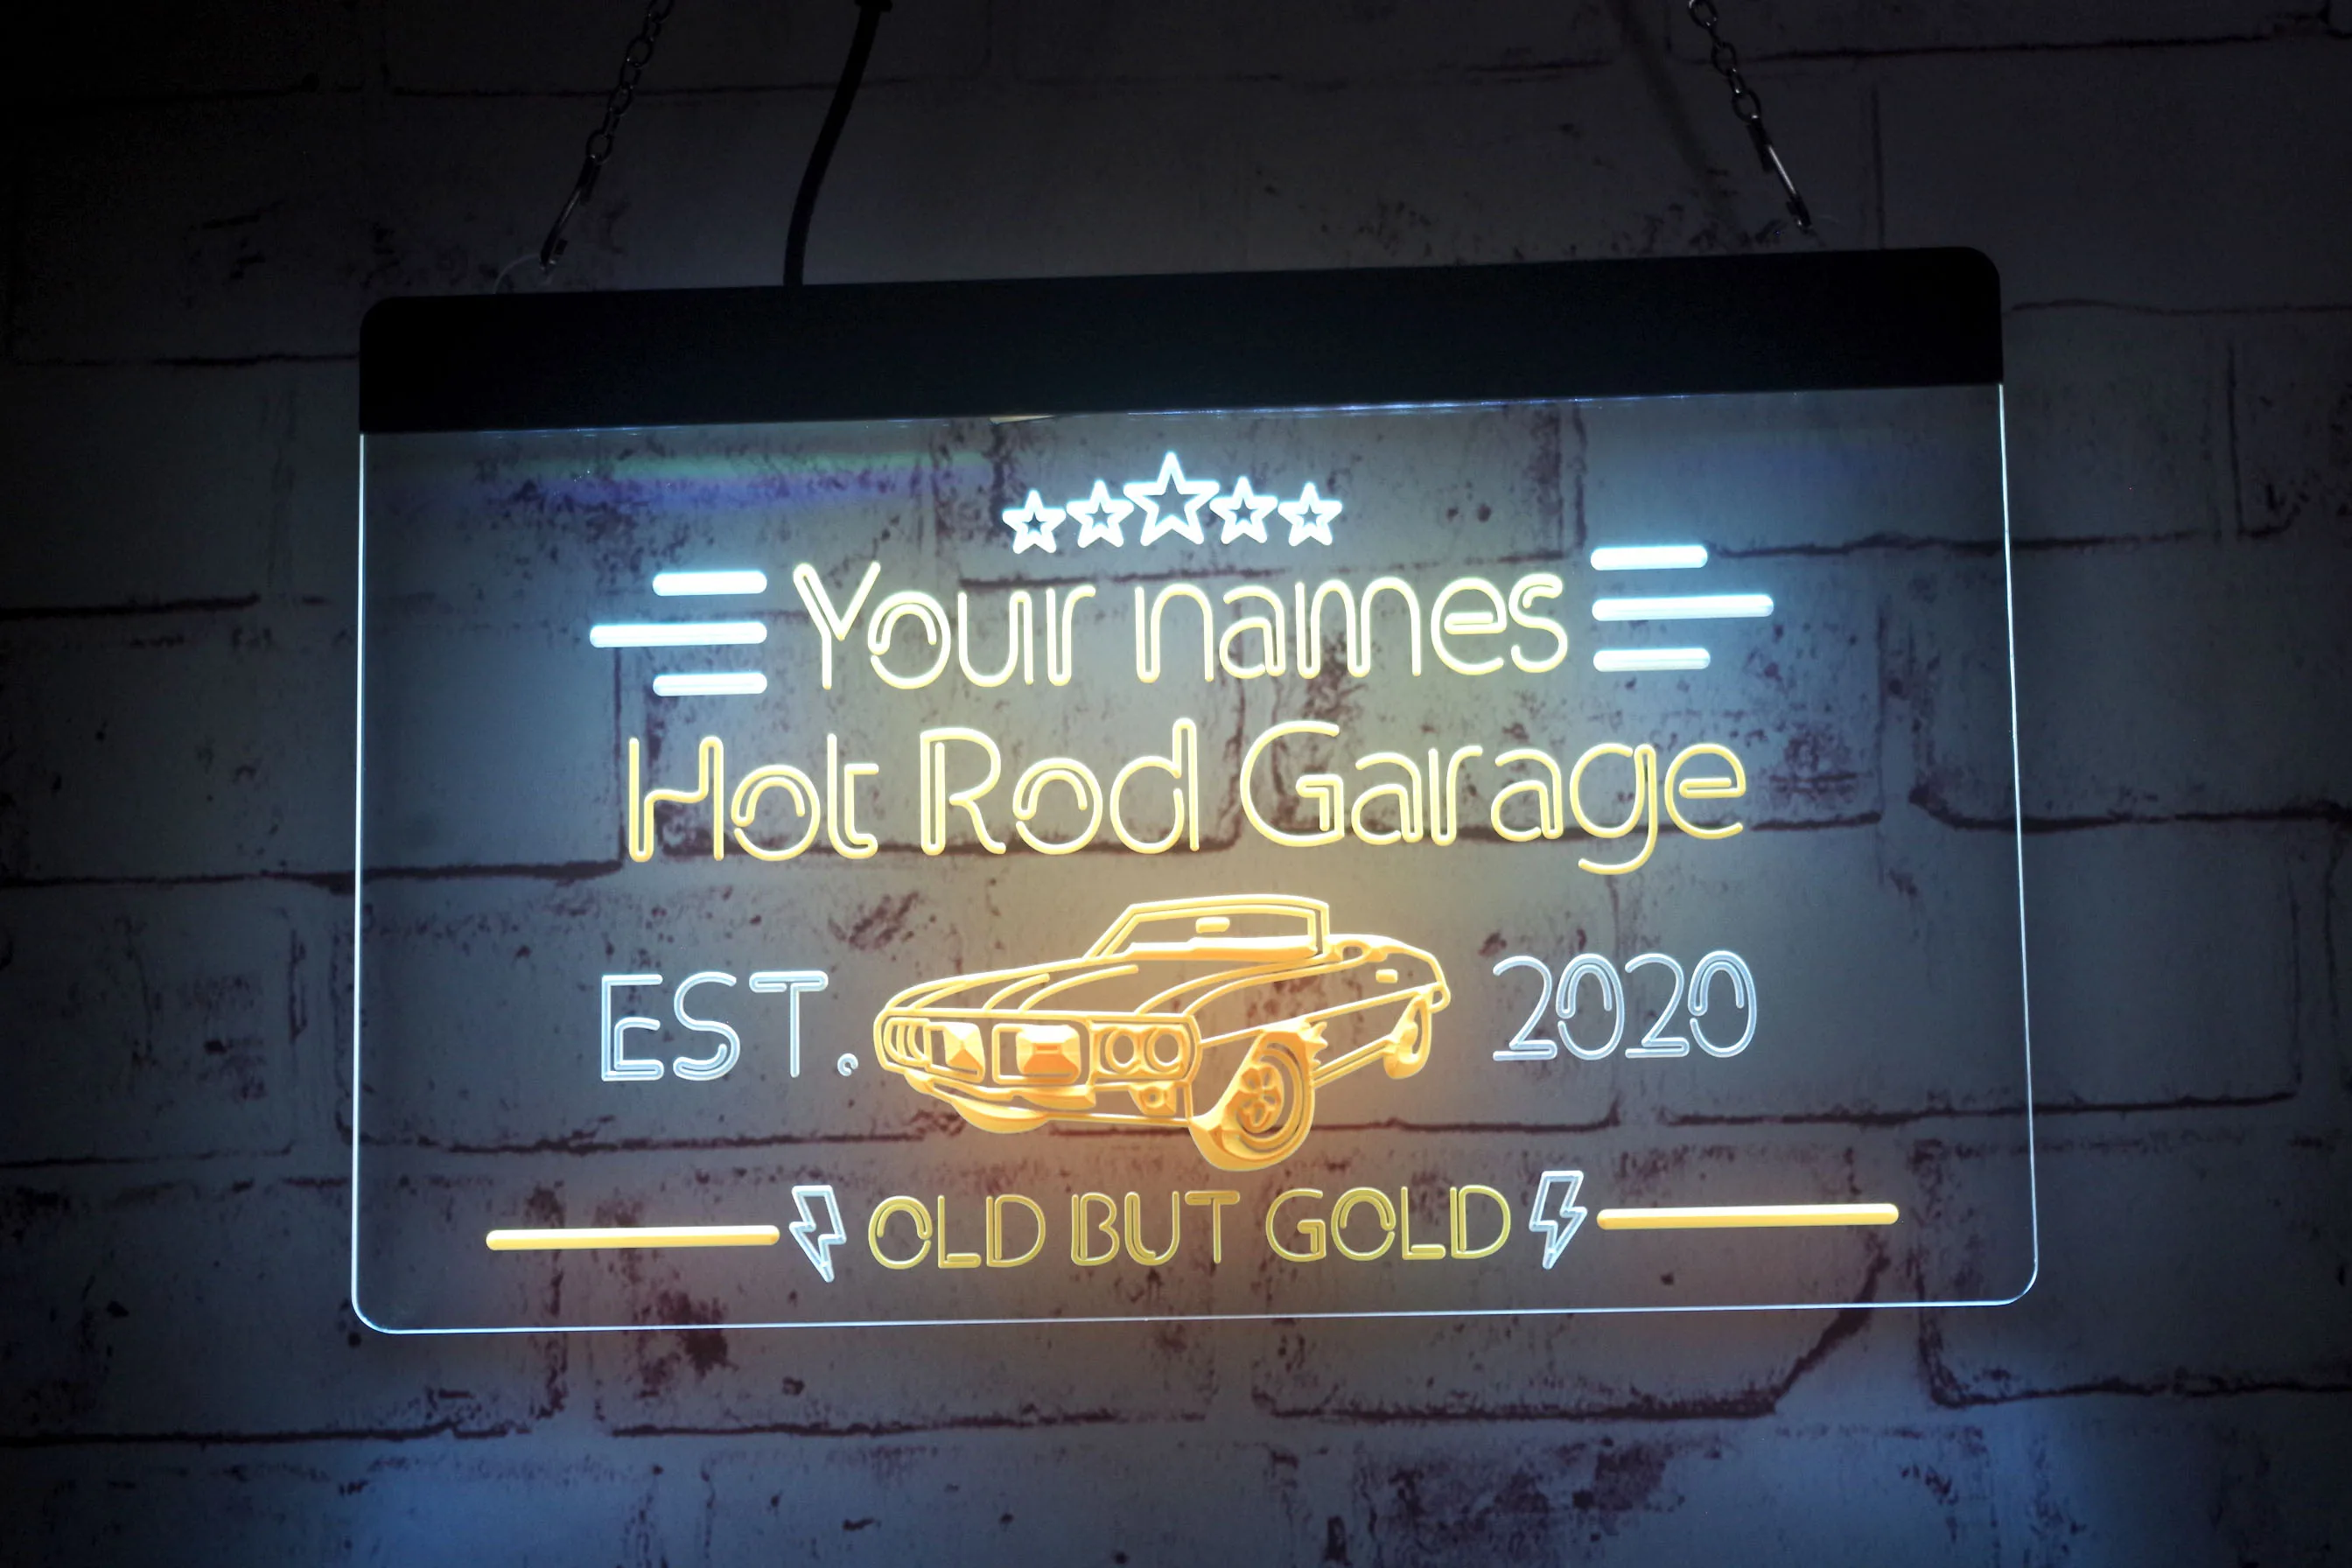 Your names
Hot Rod Garage
EST. 2020
OLD BUT GOLD